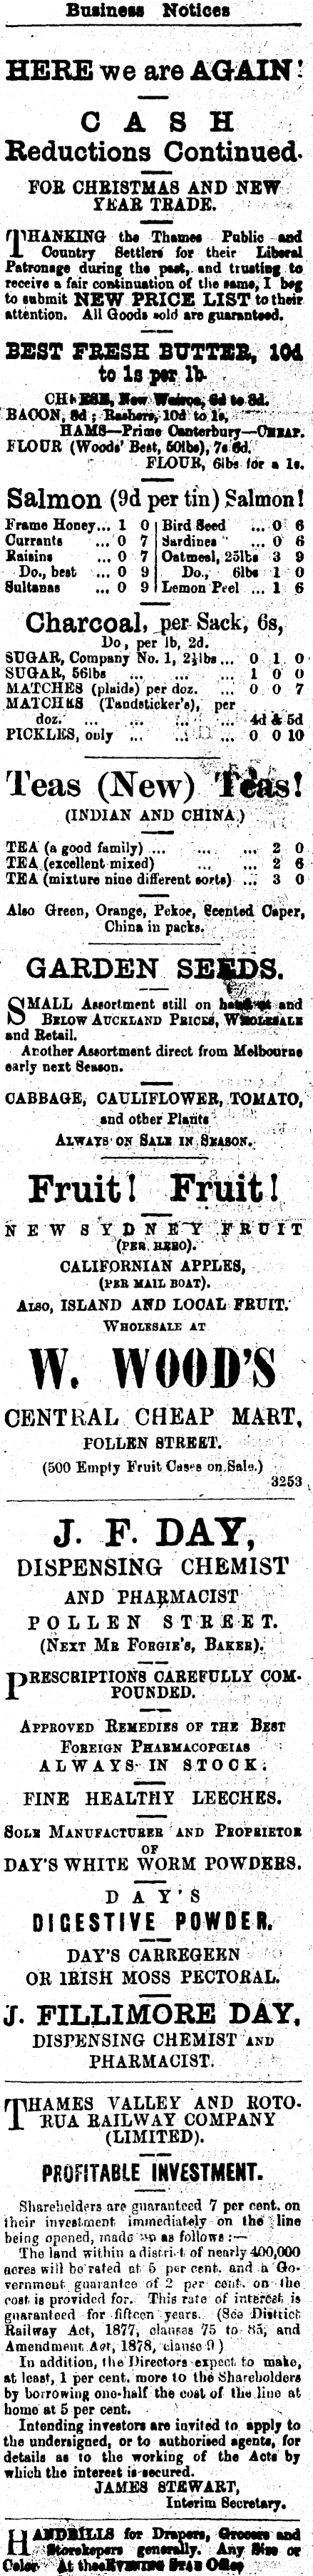 Business Notices
HERE we are AGAIN!
CASH
Reductions Continued.
FOR CHRISTMAS AND NEW
YEAR TRADE.
THANKING the Thames Public and
Country Settlers for their Liberal
Patronage during the past, and trusting to
receive a fair continuation of the same, I beg
to submit NEW PRICE LIST to their
attention. All Goods sold are guaranteed.
BEST FRESH BUTTER, 10d
to 1s per lb.
CHEESE, New Wairoa, 6d to 8d.
BACON, 8d ; Rashers, 10d to 1s,
HAMS—Prime Canterbury—CHEAP.
FLOUR (Woods' Best, 50lbs), 7s 6d.
FLOUR, 6lbs for a 1s.
Salmon (9d per tin) Salmon!
Frame Honey... 1 0 | Bird Seed ... 0 6
Currants ... 0 7 | Sardines ... 0 6
Raisins ... 0 7 | Oatmeal, 25lbs 3 9
Do., best ... 0 9 | Do., 6lbs 1 0
Sultanas ... 0 9 | Lemon Peel ... 1 6
Charcoal, per Sack, 6s,
Do, per lb, 2d.
SUGAR, Company No. 1, 2½lbs... 0 1 0
SUGAR, 56lbs ... ... ... 1 0 0
MATCHES (plaids) per doz. ... 0 0 7
MATCHES (Tandsticker's), per
doz. ... ... ... ... 4d & 5d
PICKLES, only ... ... ... 0 0 10
Teas (New) Teas!
(INDIAN AND CHINA)
TEA (a good family) ... ... 2 0
TEA (excellent mixed) ... ... 2 6
TEA (mixture nine different sorts) ... 3 0
Also Green, Orange, Pekoe, Scented Caper,
China in packs.
GARDEN SEEDS.
SMALL Assortment still on hand at and
BELOW AUCKLAND PRICES, WHOLESALE
and Retail.
Another Assortment direct from Melbourne
early next Season.
CABBAGE, CAULIFLOWER, TOMATO,
and other Plants
ALWAYS ON SALE IN SEASON.
Fruit! Fruit!
NEW SYDNEY FRUIT
(PER HERO).
CALIFORNIAN APPLES,
(PER MAIL BOAT).
ALSO, ISLAND AND LOCAL FRUIT.
WHOLESALE AT
W. WOOD'S
CENTRAL CHEAP MART,
POLLEN STREET.
(500 Empty Fruit Cases on Sale.)
3253
J. F. DAY,
DISPENSING CHEMIST
AND PHARMACIST
POLLEN STREET.
(NEXT MR FORGIE'S, BAKER).
PRESCRIPTIONS CAREFULLY COM-
POUNDED.
APPROVED REMEDIES OF THE BEST
FOREIGN PHARMACOPŒIAS
ALWAYS IN STOCK.
FINE HEALTHY LEECHES.
SOLE MANUFACTURER AND PROPRIETOR
OF
DAY'S WHITE WORM POWDERS.
DAY'S
DIGESTIVE POWDER.
DAY'S CARREGEEN
OR IRISH MOSS PECTORAL.
J. FILLIMORE DAY,
DISPENSING CHEMIST AND
PHARMACIST.
THAMES VALLEY AND ROTO-
RUA RAILWAY COMPANY
(LIMITED).
PROFITABLE INVESTMENT.
Shareholders are guaranteed 7 per cent. on
their investment immediately on the line
being opened, made up as follows :—
The land within a district of nearly 400,000
acres will be rated at 5 per cent. and a Go-
vernment guarantee of 2 per cent. on the
cost is provided for. This rate of interest is
guaranteed for fifteen years. (See District
Railway Act, 1877, clauses 75 to 85, and
Amendment Act, 1878, clause 9)
In addition, the Directors expect to make,
at least, 1 per cent. more to the Shareholders
by borrowing one-half the cost of the line at
home at 5 per cent.
Intending investors are invited to apply to
the undersigned, or to authorised agents, for
details as to the working of the Acts by
which the interest is secured.
JAMES STEWART,
Interim Secretary.
HANDBILLS for Drapers, Grocers and
Storekeepers generally. Any Size or
Color At the EVENING STAR Office